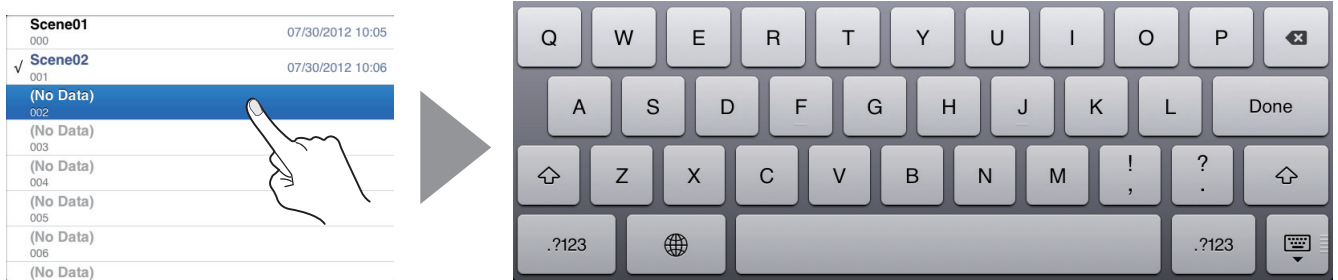 Scene01
000
07/30/2012 10:05
√ Scene02
001
07/30/2012 10:06
(No Data)
002
(No Data)
003
(No Data)
004
(No Data)
005
(No Data)
006
(No Data)
Q W E R T Y U I O P
A S D F G H J K L Done
Z X C V B N M ! , ? .
.?123 .?123